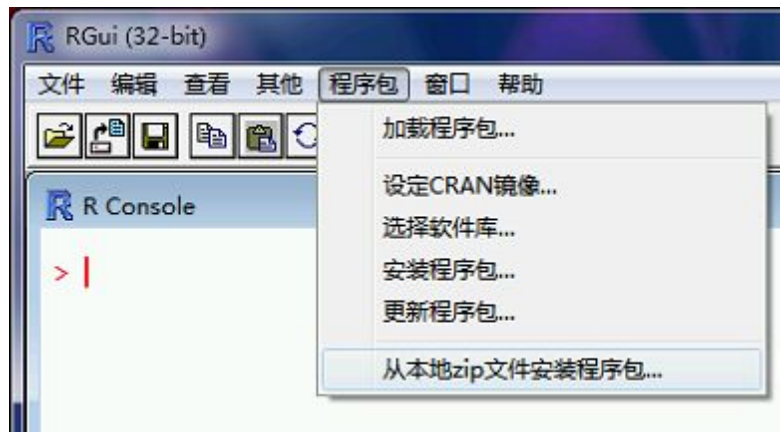 RGui (32-bit)
文件 编辑 查看 其他 程序包 窗口 帮助
加载程序包...
设定CRAN镜像...
选择软件库...
安装程序包...
更新程序包...
从本地zip文件安装程序包...
R Console
>